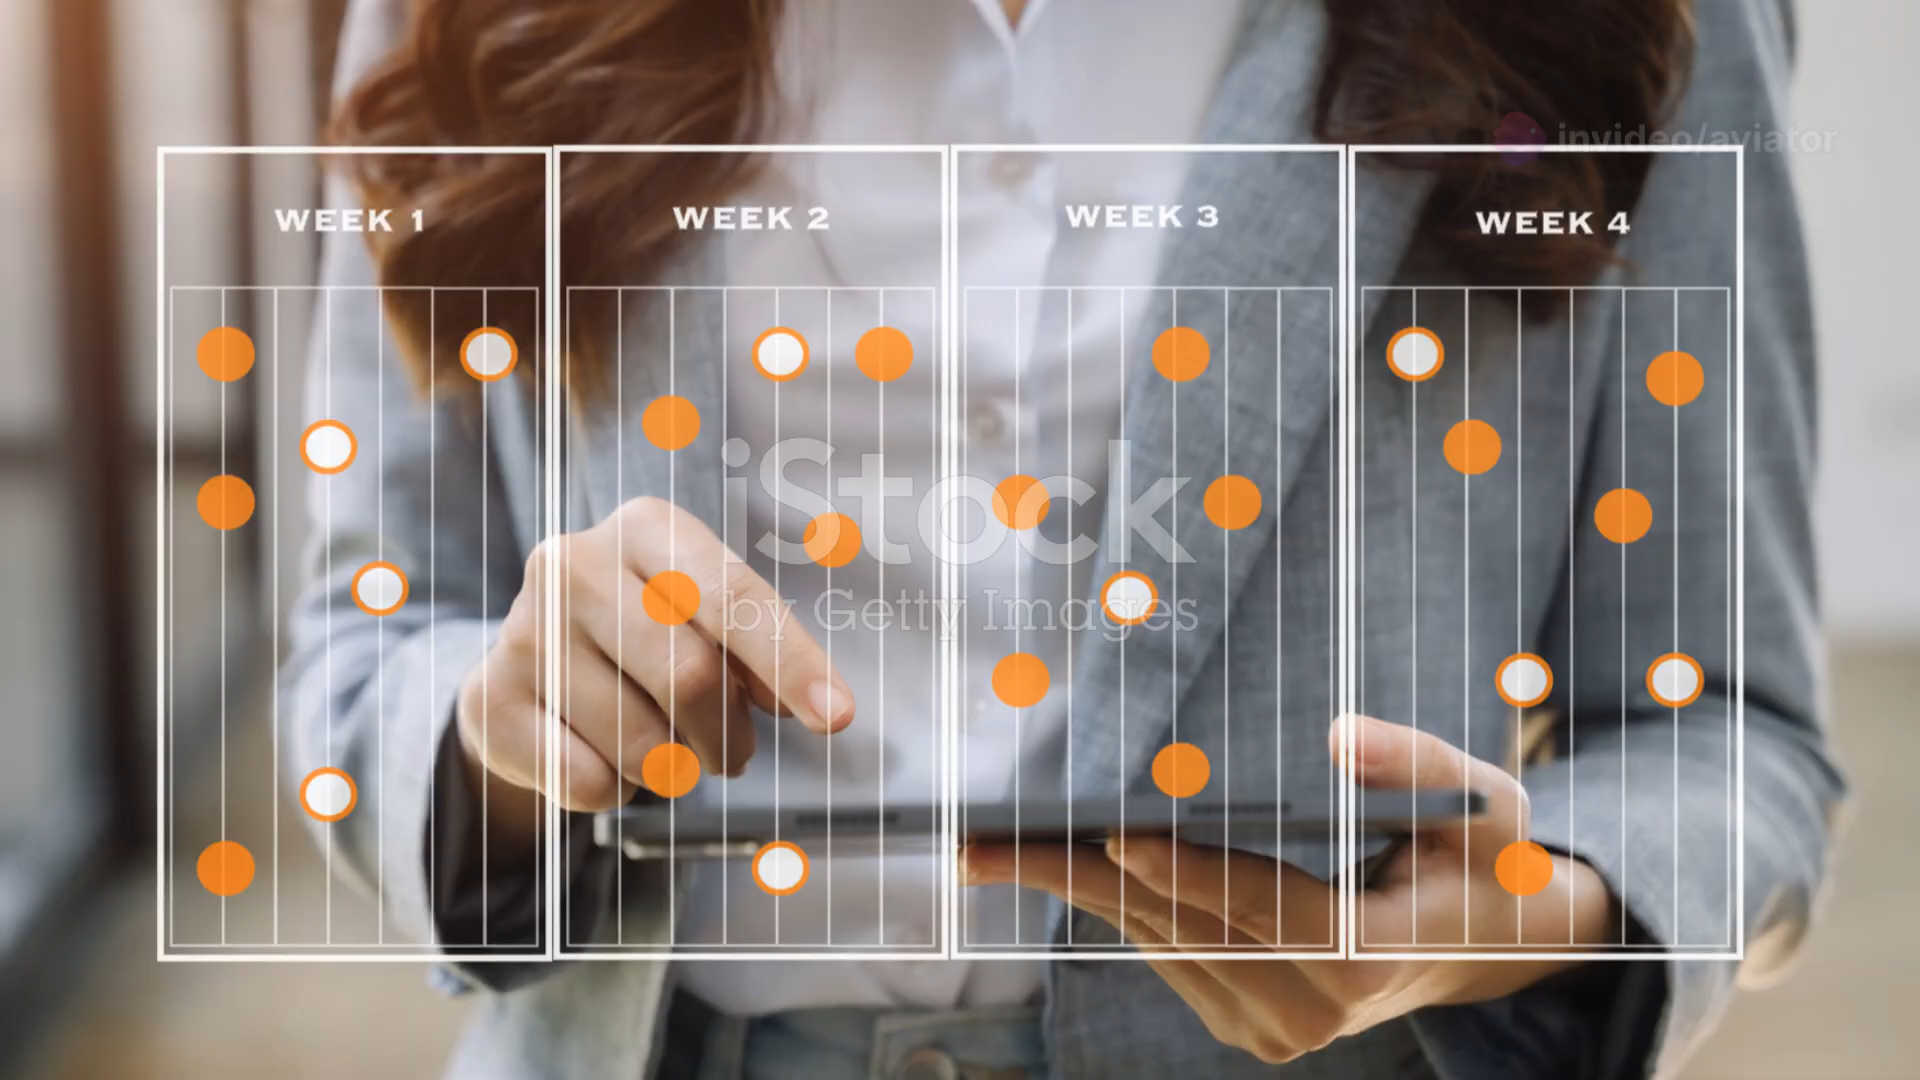 invideo/aviator
WEEK 1
WEEK 2
WEEK 3
WEEK 4
iStock
by Getty Images